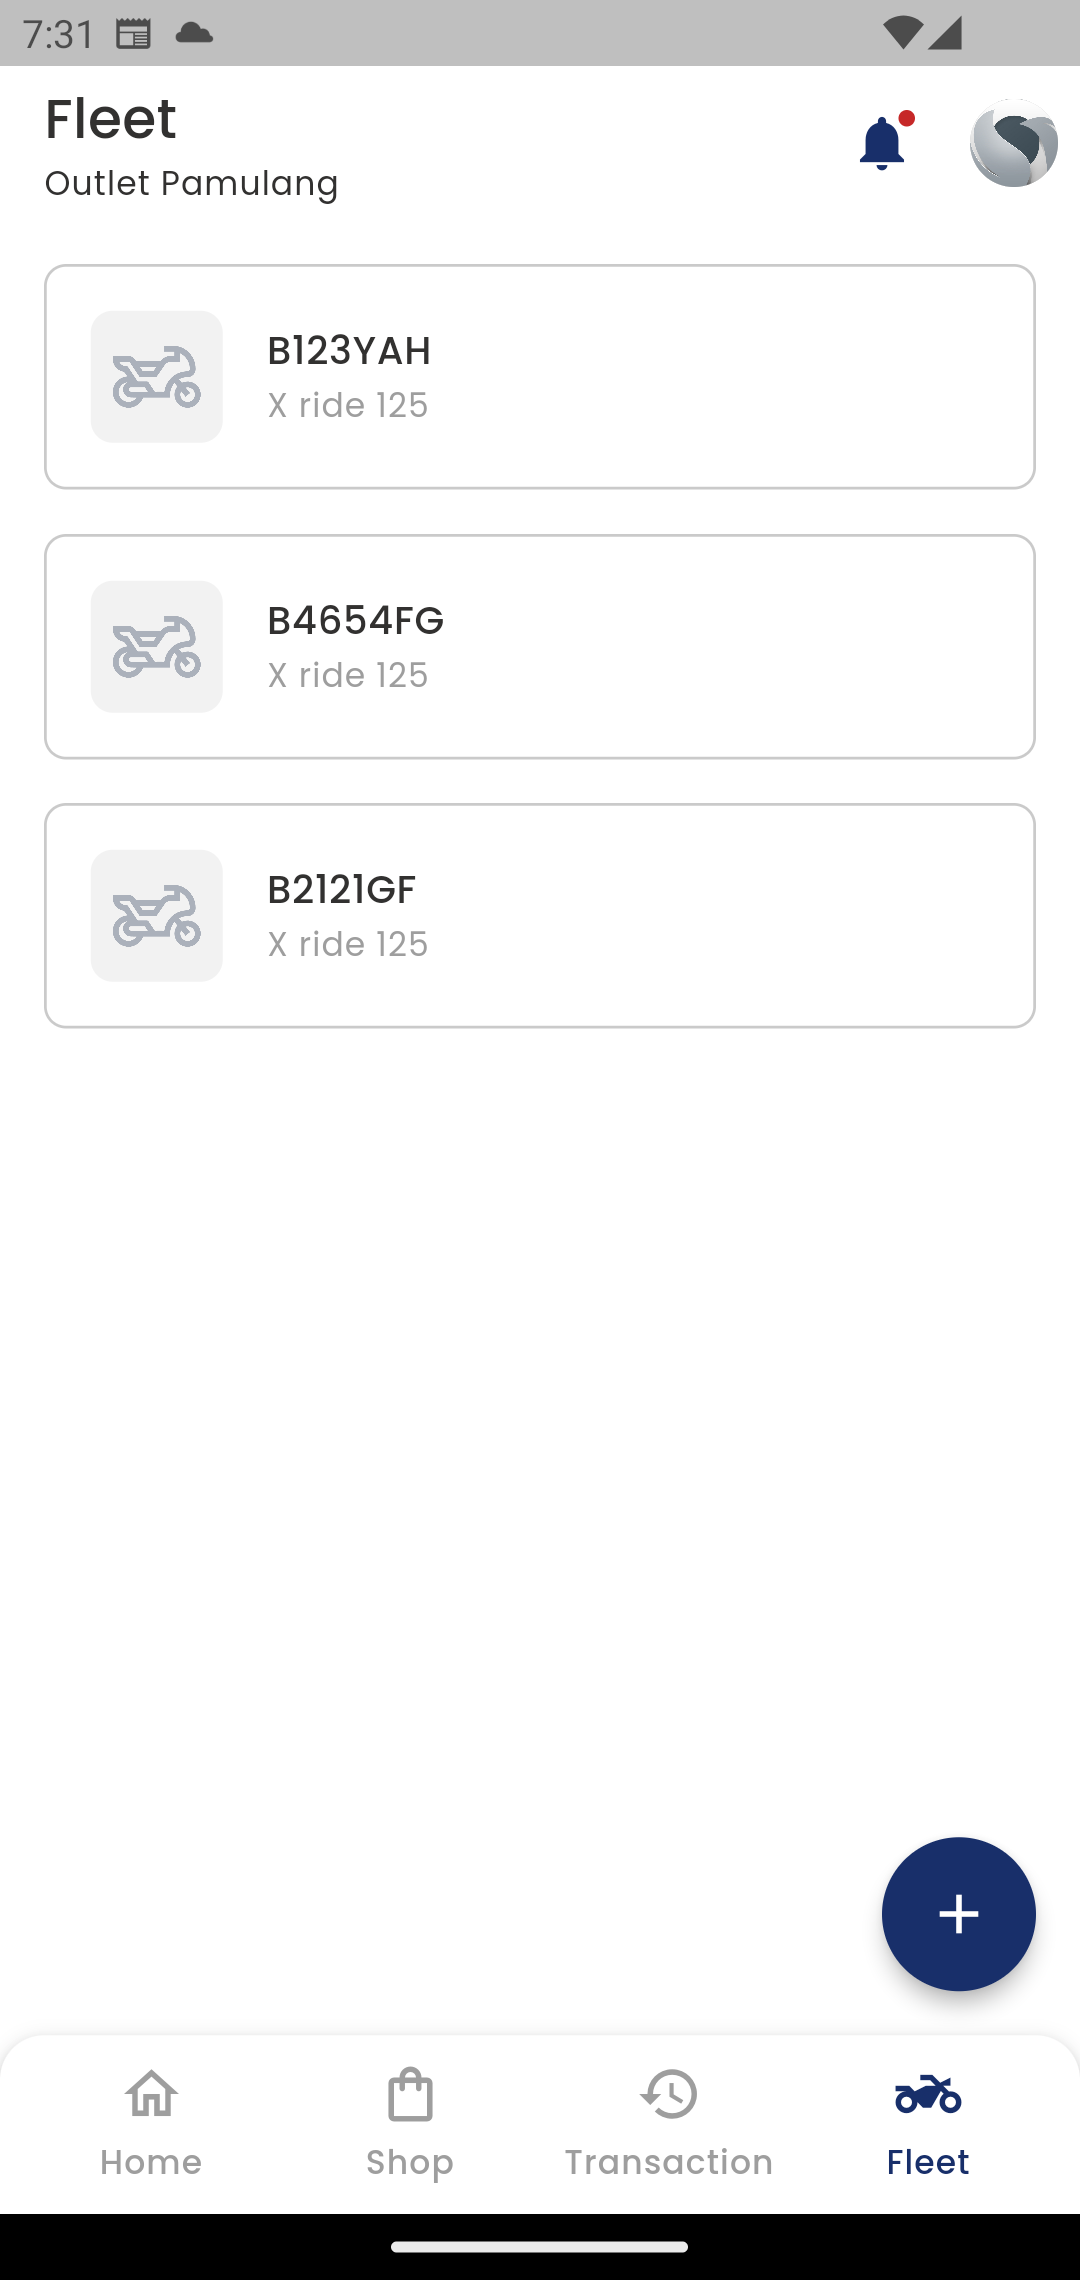 7:31
Fleet
Outlet Pamulang
B123YAH
X ride 125
B4654FG
X ride 125
B2121GF
X ride 125
Home
Shop
Transaction
Fleet